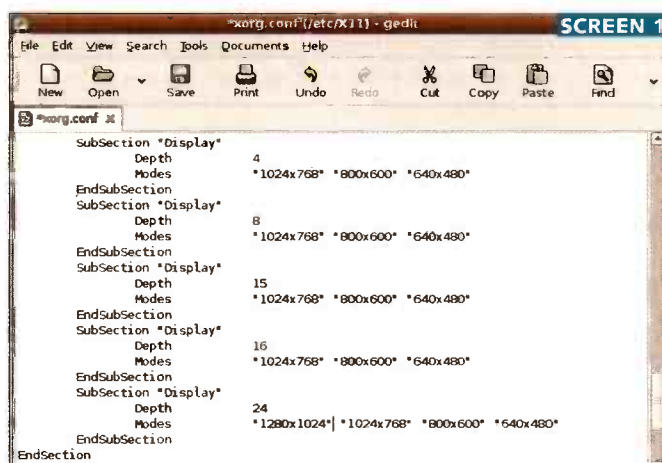 *xorg.conf (/etc/X11) - gedit
SCREEN 1
File Edit View Search Tools Documents Help
New Open Save Print Undo Redo Cut Copy Paste Find
*xorg.conf x
SubSection "Display"
Depth 4
Modes "1024x768" "800x600" "640x480"
EndSubSection
SubSection "Display"
Depth 8
Modes "1024x768" "800x600" "640x480"
EndSubSection
SubSection "Display"
Depth 15
Modes "1024x768" "800x600" "640x480"
EndSubSection
SubSection "Display"
Depth 16
Modes "1024x768" "800x600" "640x480"
EndSubSection
SubSection "Display"
Depth 24
Modes "1280x1024" "1024x768" "800x600" "640x480"
EndSubSection
EndSection